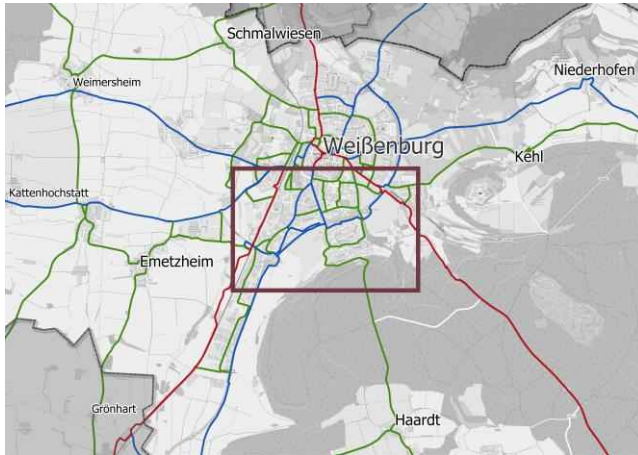 Schmalwiesen
Weimersheim
Niederhofen
Weißenburg
Kehl
Kattenhochstatt
Emetzheim
Grönhart
Haardt